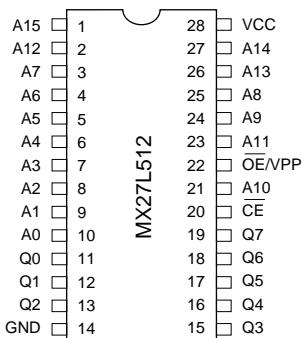 A15 1 28 VCC
A12 2 27 A14
A7 3 26 A13
A6 4 25 A8
A5 5 24 A9
A4 6 23 A11
A3 7 22 O̅E̅/VPP
A2 8 21 A10
A1 9 20 C̅E̅
A0 10 19 Q7
Q0 11 18 Q6
Q1 12 17 Q5
Q2 13 16 Q4
GND 14 15 Q3
MX27L512